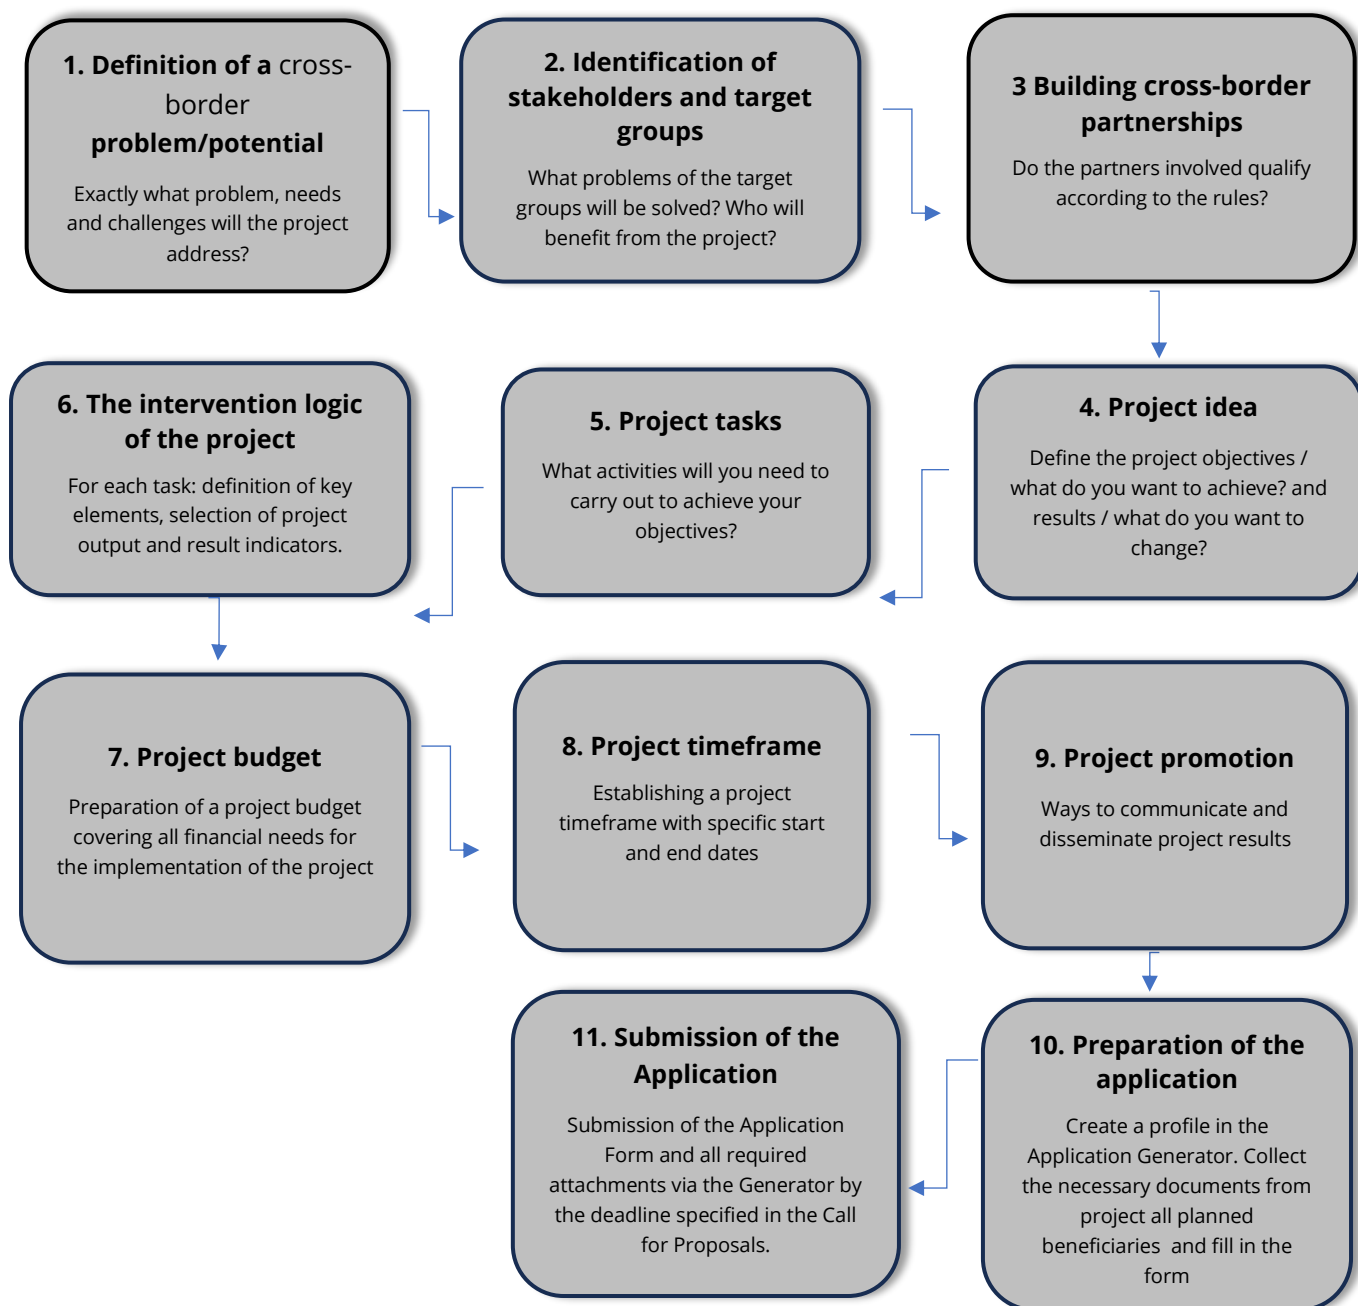 1. Definition of a cross-
border
problem/potential
Exactly what problem, needs
and challenges will the project
address?
2. Identification of
stakeholders and target
groups
What problems of the target
groups will be solved? Who will
benefit from the project?
3 Building cross-border
partnerships
Do the partners involved qualify
according to the rules?
4. Project idea
Define the project objectives /
what do you want to achieve? and
results / what do you want to
change?
5. Project tasks
What activities will you need to
carry out to achieve your
objectives?
6. The intervention logic
of the project
For each task: definition of key
elements, selection of project
output and result indicators.
7. Project budget
Preparation of a project budget
covering all financial needs for
the implementation of the project
8. Project timeframe
Establishing a project
timeframe with specific start
and end dates
9. Project promotion
Ways to communicate and
disseminate project results
10. Preparation of the
application
Create a profile in the
Application Generator. Collect
the necessary documents from
project all planned
beneficiaries  and fill in the
form
11. Submission of the
Application
Submission of the Application
Form and all required
attachments via the Generator by
the deadline specified in the Call
for Proposals.